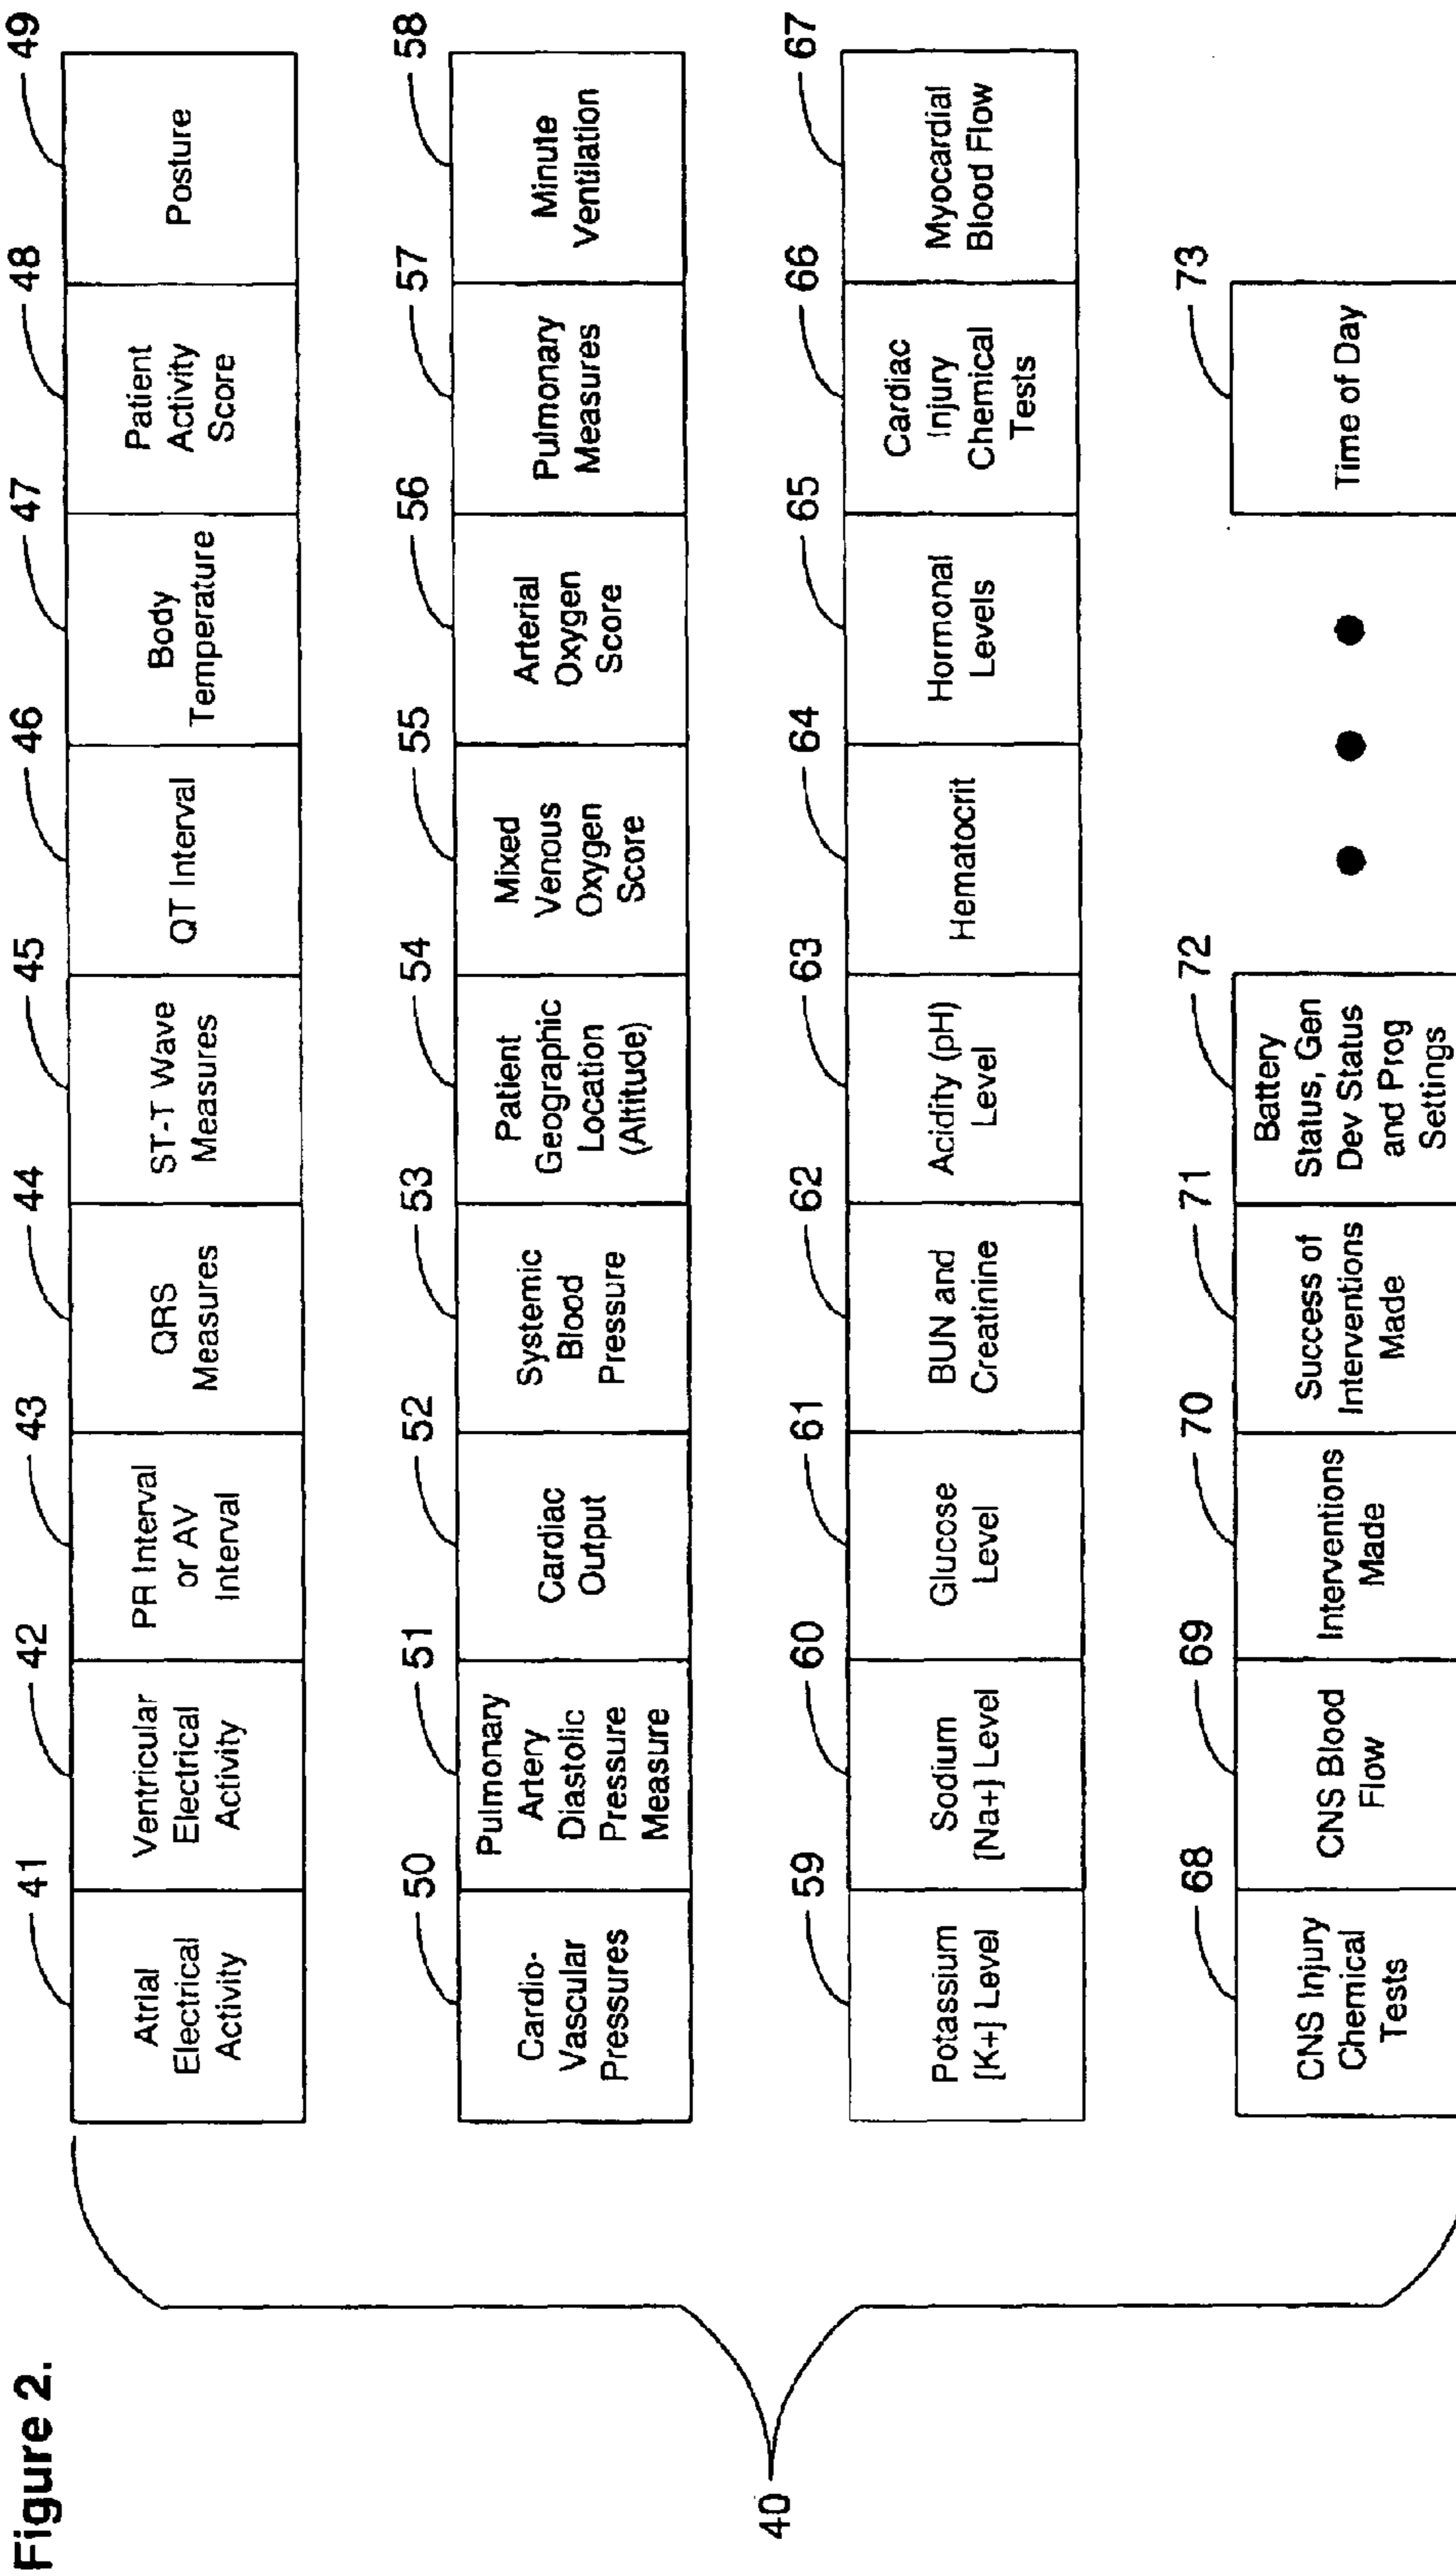 Figure 2.
40
41
42
43
44
45
46
47
48
49
Atrial
Electrical
Activity
Ventricular
Electrical
Activity
PR Interval
or AV
Interval
QRS
Measures
ST-T Wave
Measures
QT Interval
Body
Temperature
Patient
Activity
Score
Posture
50
51
52
53
54
55
56
57
58
Cardio-
Vascular
Pressures
Pulmonary
Artery
Diastolic
Pressure
Measure
Cardiac
Output
Systemic
Blood
Pressure
Patient
Geographic
Location
(Altitude)
Mixed
Venous
Oxygen
Score
Arterial
Oxygen
Score
Pulmonary
Measures
Minute
Ventilation
59
60
61
62
63
64
65
66
67
Potassium
[K+] Level
Sodium
[Na+] Level
Glucose
Level
BUN and
Creatinine
Acidity (pH)
Level
Hematocrit
Hormonal
Levels
Cardiac
Injury
Chemical
Tests
Myocardial
Blood Flow
68
69
70
71
72
73
CNS Injury
Chemical
Tests
CNS Blood
Flow
Interventions
Made
Success of
Interventions
Made
Battery
Status, Gen
Dev Status
and Prog
Settings
Time of Day